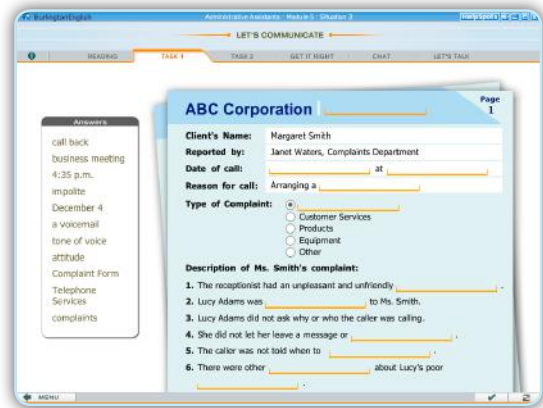 BurlingtonEnglish Administrative Assistants: Module 1: Situation 3 HelpSpots
LET'S COMMUNICATE
READING TASK 1 TASK 2 GET IT RIGHT CHAT LET'S TALK
Answers
call back
business meeting
4:35 p.m.
impolite
December 4
a voicemail
tone of voice
attitude
Complaint Form
Telephone
Services
complaints
Page
1
ABC Corporation
Client's Name: Margaret Smith
Reported by: Janet Waters, Complaints Department
Date of call: at
Reason for call: Arranging a
Type of Complaint:
Customer Services
Products
Equipment
Other
Description of Ms. Smith's complaint:
1. The receptionist had an unpleasant and unfriendly .
2. Lucy Adams was to Ms. Smith.
3. Lucy Adams did not ask why or who the caller was calling.
4. She did not let her leave a message or .
5. The caller was not told when to .
6. There were other about Lucy's poor
.
MENU